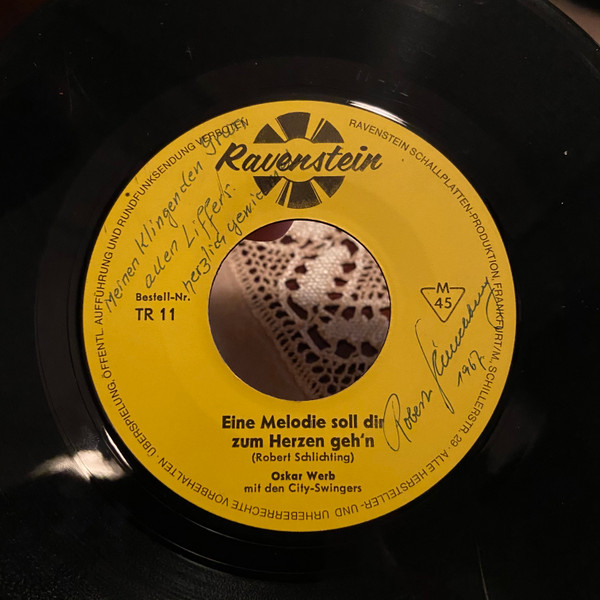 Ravenstein
Meinen klingenden Gruß
allen Liffers.
herzlich gewidmet
Bestell-Nr.
TR 11
M
45
Eine Melodie soll dir
zum Herzen geh'n
(Robert Schlichting)
Oskar Werb
mit den City-Swingers
Robert
1967
RAVENSTEIN SCHALLPLATTEN-PRODUKTION, FRANKFURT/M., SCHILLERSTR. 29 · ALLE HERSTELLER- UND URHEBERRECHTE VORBEHALTEN · ÜBERSPIELUNG, ÖFFENTL. AUFFÜHRUNG UND RUNDFUNKSENDUNG VERBOTEN